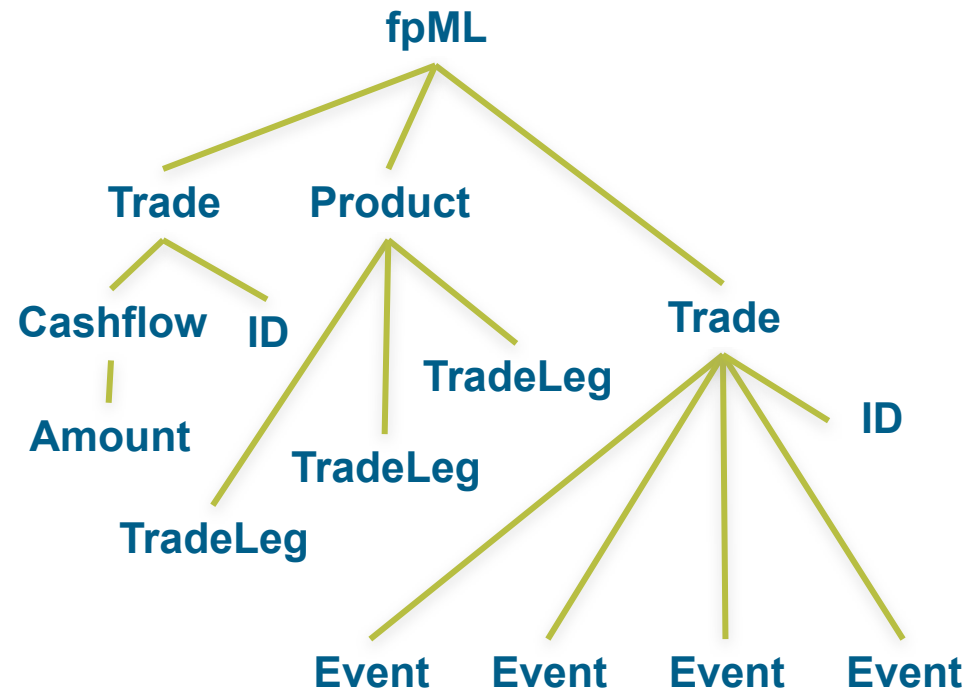 fpML
Trade Product
Cashflow ID Trade
TradeLeg
Amount ID
TradeLeg
TradeLeg
Event Event Event Event